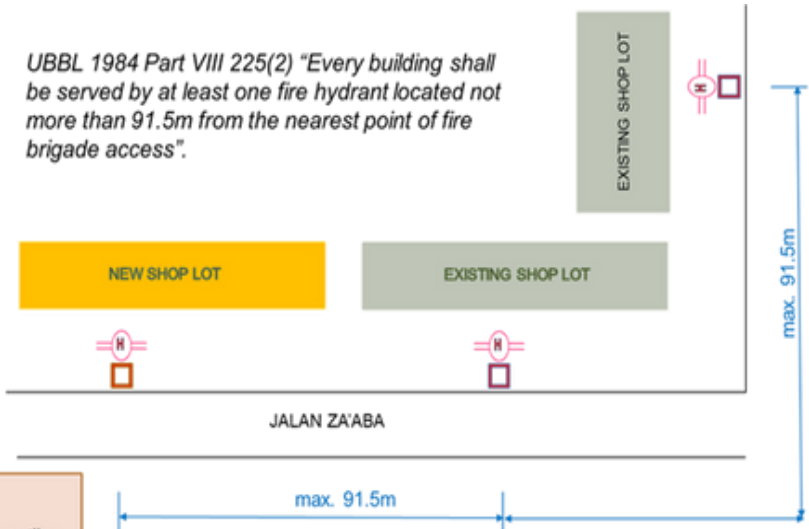 UBBL 1984 Part VIII 225(2) “Every building shall
be served by at least one fire hydrant located not
more than 91.5m from the nearest point of fire
brigade access”.
EXISTING SHOP LOT
H
NEW SHOP LOT
EXISTING SHOP LOT
max. 91.5m
H
H
JALAN ZA'ABA
max. 91.5m